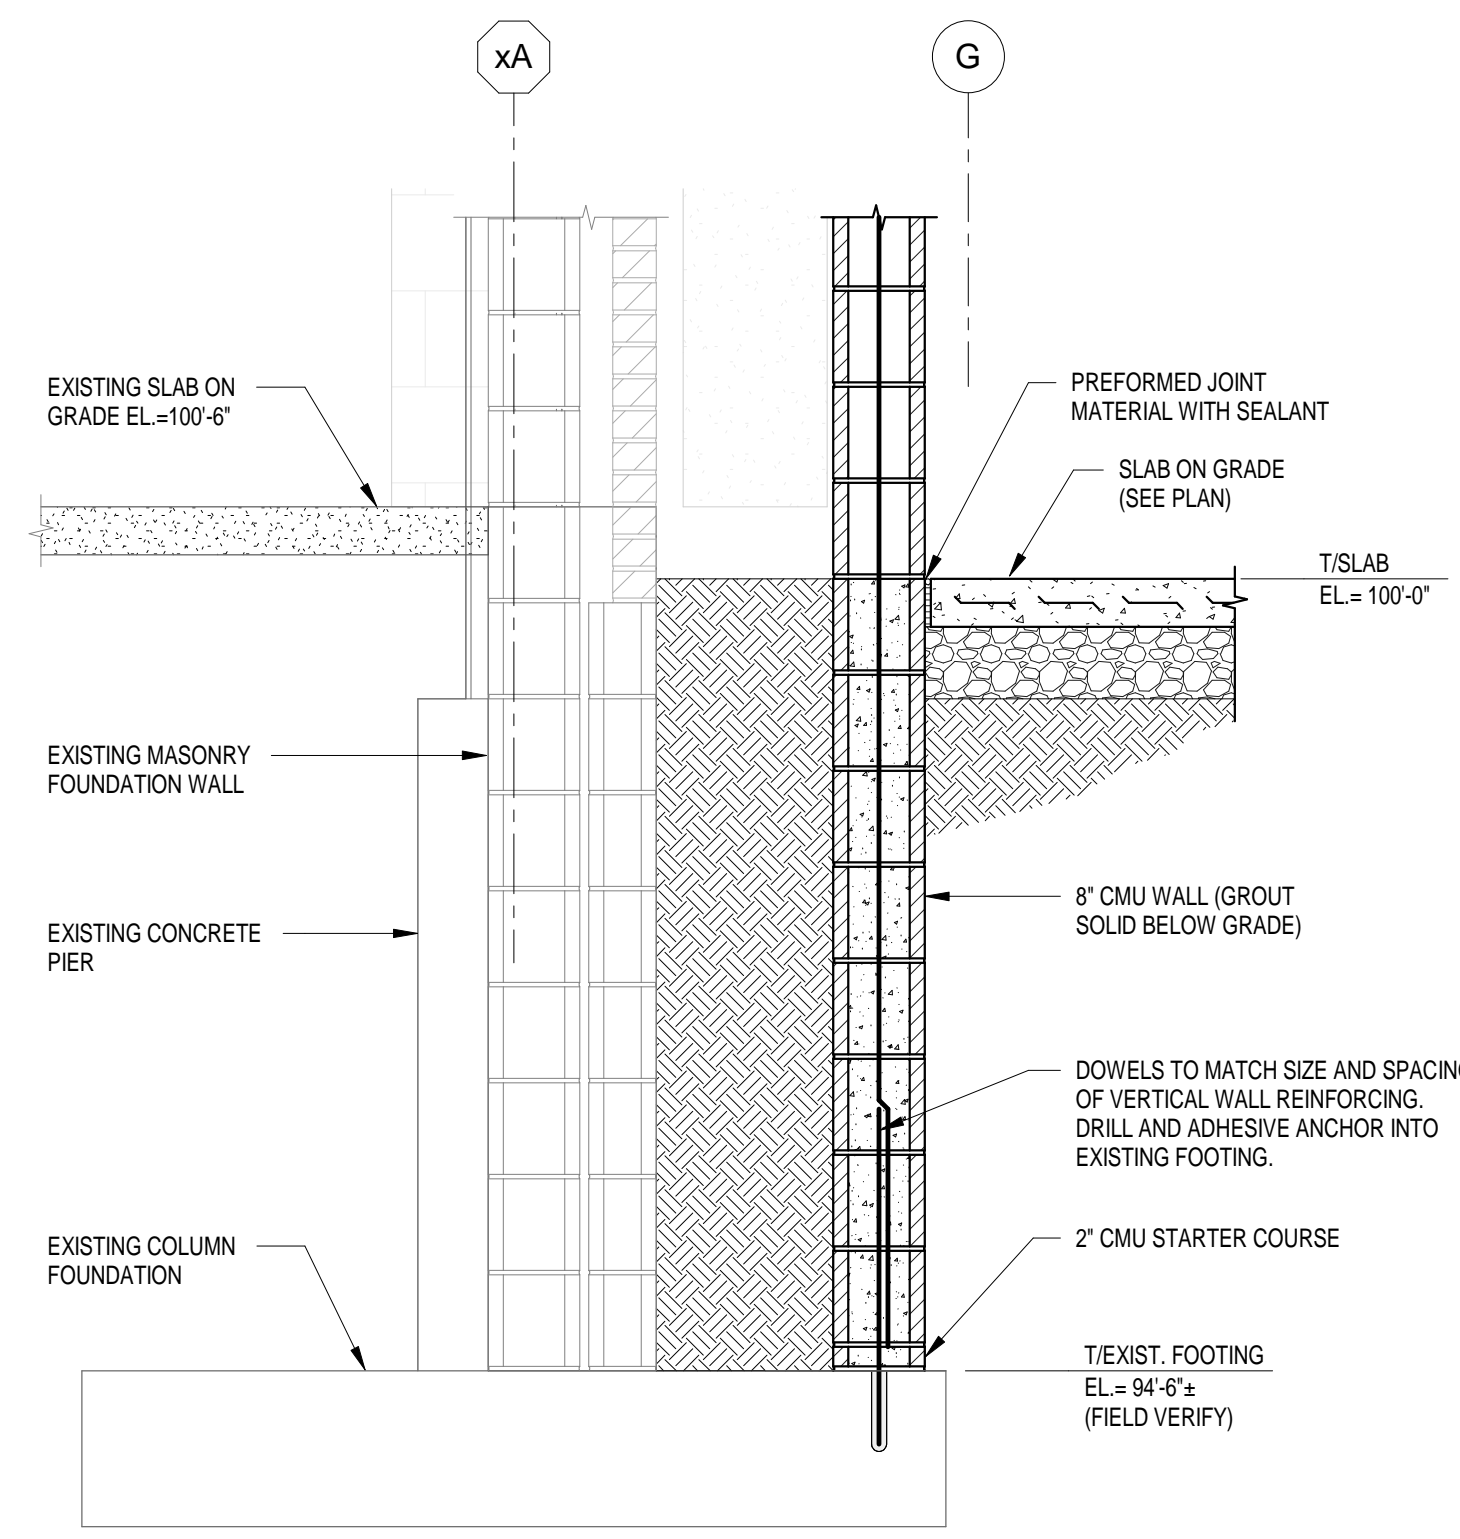 xA
G
EXISTING SLAB ON
GRADE EL.=100'-6"
PREFORMED JOINT
MATERIAL WITH SEALANT
SLAB ON GRADE
(SEE PLAN)
T/SLAB
EL.= 100'-0"
EXISTING MASONRY
FOUNDATION WALL
8" CMU WALL (GROUT
SOLID BELOW GRADE)
EXISTING CONCRETE
PIER
DOWELS TO MATCH SIZE AND SPACING
OF VERTICAL WALL REINFORCING.
DRILL AND ADHESIVE ANCHOR INTO
EXISTING FOOTING.
2" CMU STARTER COURSE
EXISTING COLUMN
FOUNDATION
T/EXIST. FOOTING
EL.= 94'-6"±
(FIELD VERIFY)